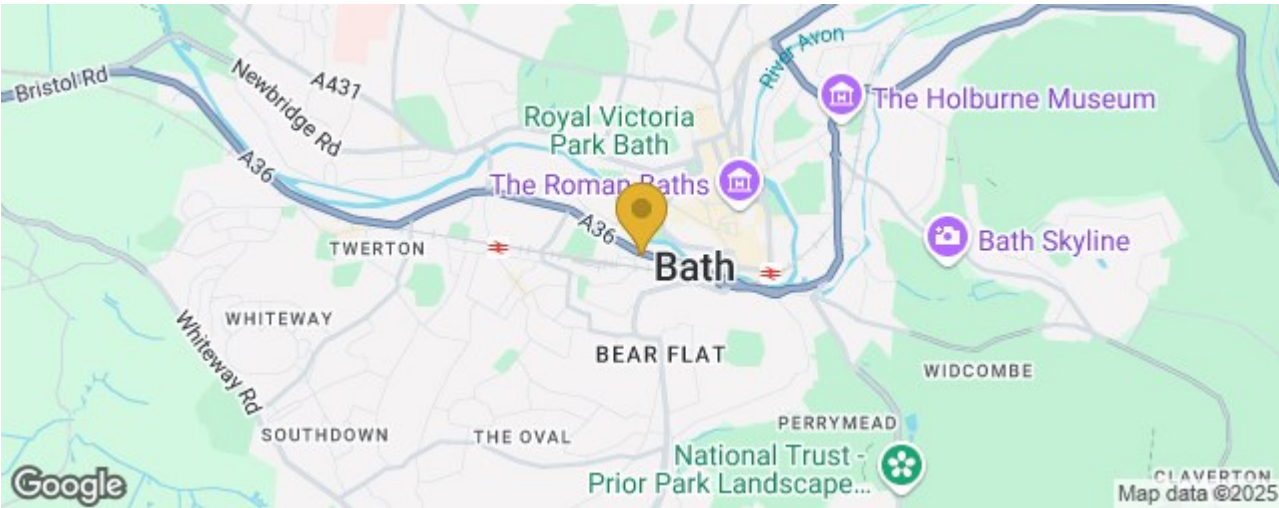 River Avon
Bristol Rd
Newbridge Rd
A431
The Holburne Museum
Royal Victoria
Park Bath
A36
The Roman Baths
A36
TWERTON
Bath
Bath Skyline
WHITEWAY
Whiteway Rd
BEAR FLAT
WIDCOMBE
SOUTHDOWN
THE OVAL
PERRYMEAD
National Trust -
Prior Park Landscape...
CLAVERTON
Google
Map data ©2025